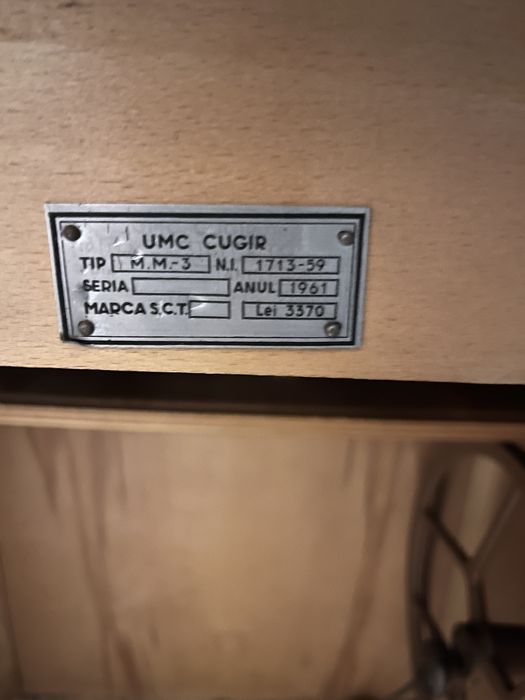 UMC CUGIR
TIP M.M.-3 N.I. 1713-59
SERIA ANUL 1961
MARCA S.C.T. Lei 3370